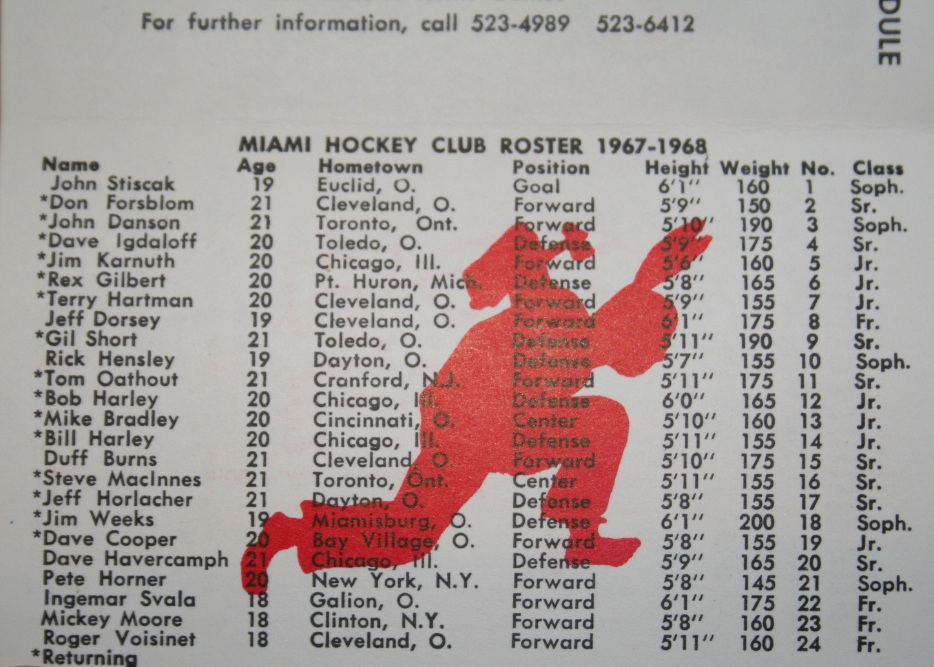 For further information, call 523-4989 523-6412
DULE
MIAMI HOCKEY CLUB ROSTER 1967-1968
Name Age Hometown Position Height Weight No. Class
John Stiscak 19 Euclid, O. Goal 6'1" 160 1 Soph.
*Don Forsblom 21 Cleveland, O. Forward 5'9" 150 2 Sr.
*John Danson 21 Toronto, Ont. Forward 5'10" 190 3 Soph.
*Dave Igdaloff 20 Toledo, O. Defense 5'9" 175 4 Sr.
*Jim Karnuth 20 Chicago, Ill. Forward 5'6" 160 5 Jr.
*Rex Gilbert 20 Pt. Huron, Mich. Defense 5'8" 165 6 Jr.
*Terry Hartman 20 Cleveland, O. Forward 5'9" 155 7 Jr.
Jeff Dorsey 19 Cleveland, O. Forward 6'1" 175 8 Fr.
*Gil Short 21 Toledo, O. Defense 5'11" 190 9 Sr.
Rick Hensley 19 Dayton, O. Defense 5'7" 155 10 Soph.
*Tom Oathout 21 Cranford, N.J. Forward 5'11" 175 11 Sr.
*Bob Harley 20 Chicago, Ill. Defense 6'0" 165 12 Jr.
*Mike Bradley 20 Cincinnati, O. Center 5'10" 160 13 Jr.
*Bill Harley 20 Chicago, Ill. Defense 5'11" 155 14 Jr.
Duff Burns 21 Cleveland, O. Forward 5'10" 175 15 Sr.
*Steve MacInnes 21 Toronto, Ont. Center 5'11" 155 16 Sr.
*Jeff Horlacher 21 Dayton, O. Defense 5'8" 155 17 Sr.
*Jim Weeks 19 Miamisburg, O. Defense 6'1" 200 18 Soph.
*Dave Cooper 20 Bay Village, O. Forward 5'8" 155 19 Jr.
Dave Havercamph 21 Chicago, Ill. Defense 5'9" 165 20 Sr.
Pete Horner 20 New York, N.Y. Forward 5'8" 145 21 Soph.
Ingemar Svala 18 Galion, O. Forward 6'1" 175 22 Fr.
Mickey Moore 18 Clinton, N.Y. Forward 5'8" 160 23 Fr.
Roger Voisinet 18 Cleveland, O. Forward 5'11" 160 24 Fr.
*Returning